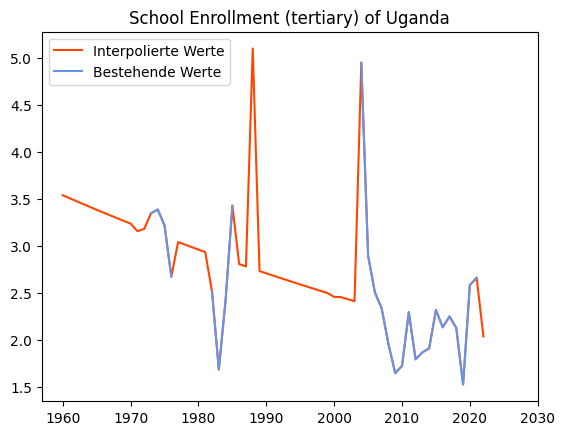 School Enrollment (tertiary) of Uganda
Interpolierte Werte
Bestehende Werte
5.0
4.5
4.0
3.5
3.0
2.5
2.0
1.5
1960 1970 1980 1990 2000 2010 2020 2030